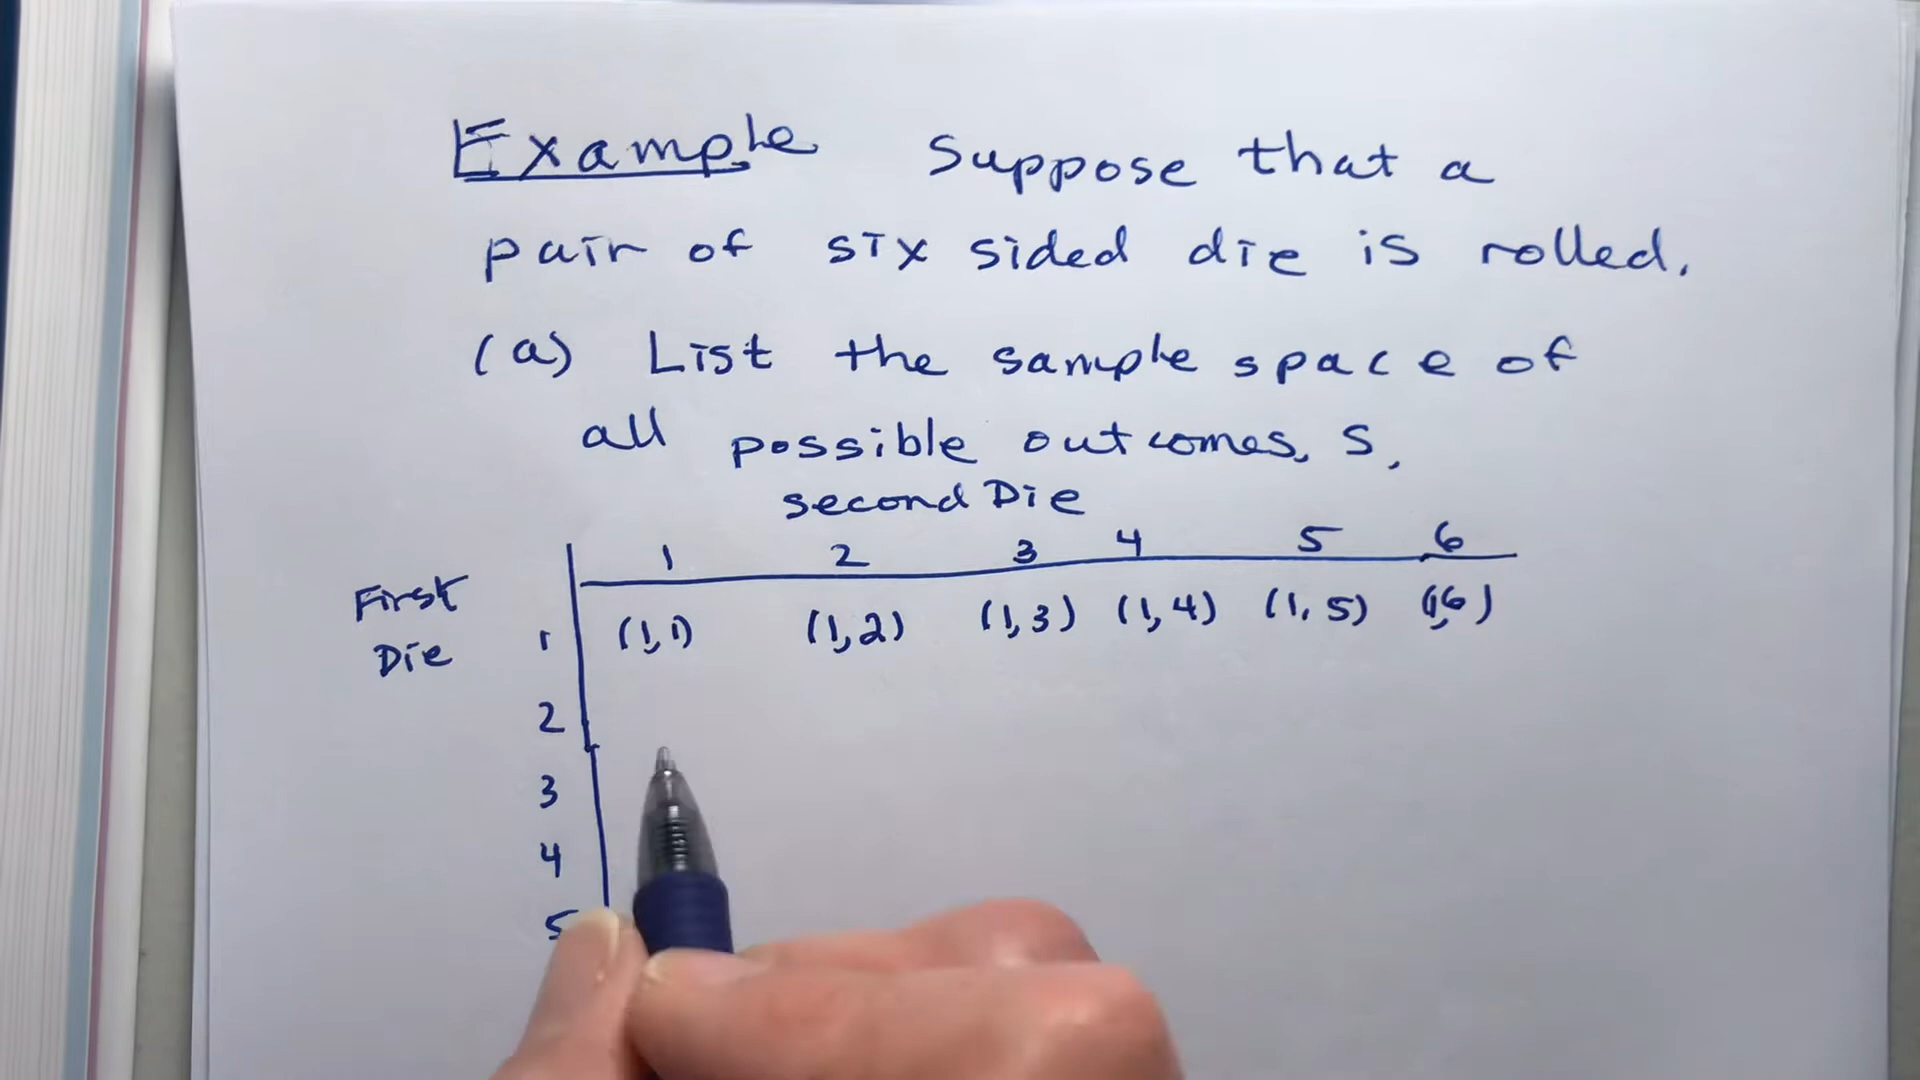 Example Suppose that a
pair of six sided die is rolled.
(a) List the sample space of
all possible outcomes, S.
second Die
1 2 3 4 5 6
First
Die
1 (1,1) (1,2) (1,3) (1,4) (1,5) (1,6)
2
3
4
5